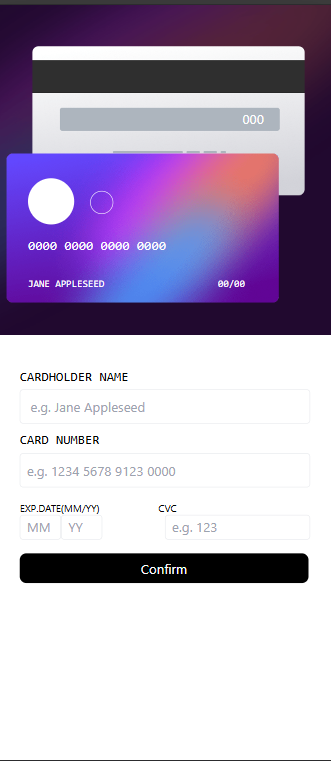 000
0000 0000 0000 0000
JANE APPLESEED 00/00
CARDHOLDER NAME
e.g. Jane Appleseed
CARD NUMBER
e.g. 1234 5678 9123 0000
EXP.DATE(MM/YY) CVC
MM YY e.g. 123
Confirm